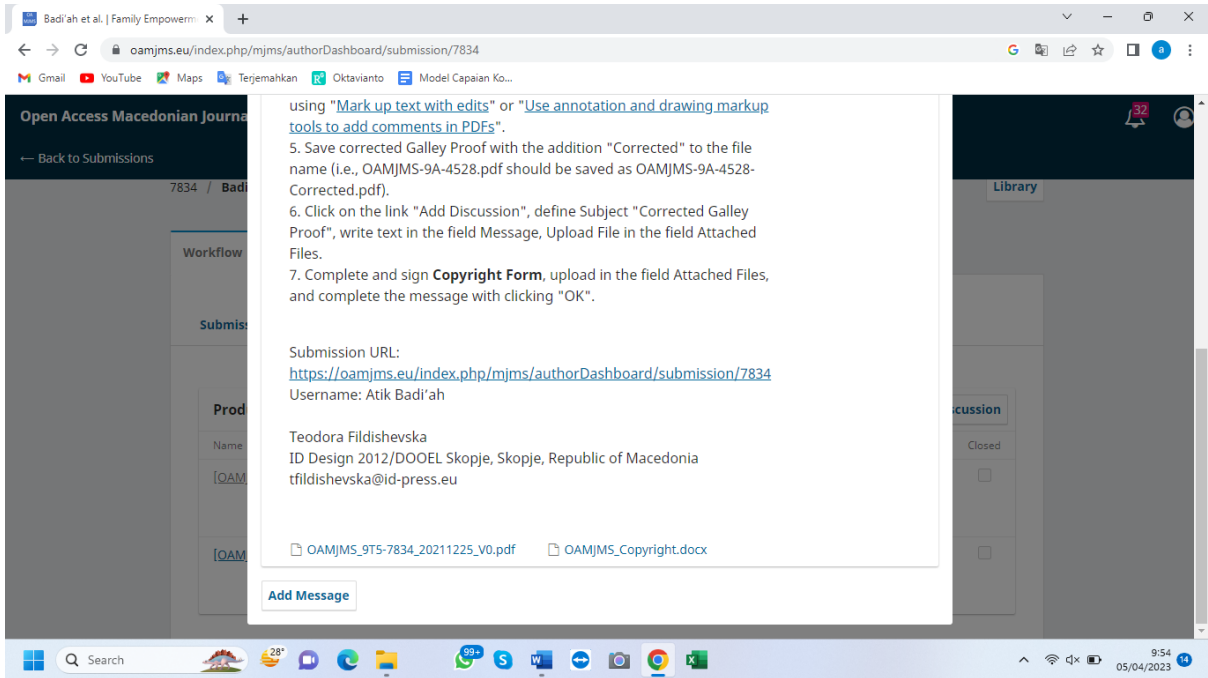 Badi'ah et al. | Family Empowerm
oamjms.eu/index.php/mjms/authorDashboard/submission/7834
Gmail YouTube Maps Terjemahkan Oktavianto Model Capaian Ko...
Open Access Macedonian Journa
32
← Back to Submissions
7834 / Badi
Library
Workflow
Submiss
using "Mark up text with edits" or "Use annotation and drawing markup
tools to add comments in PDFs".
5. Save corrected Galley Proof with the addition "Corrected" to the file
name (i.e., OAMJMS-9A-4528.pdf should be saved as OAMJMS-9A-4528-
Corrected.pdf).
6. Click on the link "Add Discussion", define Subject "Corrected Galley
Proof", write text in the field Message, Upload File in the field Attached
Files.
7. Complete and sign Copyright Form, upload in the field Attached Files,
and complete the message with clicking "OK".
Submission URL:
https://oamjms.eu/index.php/mjms/authorDashboard/submission/7834
Username: Atik Badi'ah
Teodora Fildishevska
ID Design 2012/DOOEL Skopje, Skopje, Republic of Macedonia
tfildishevska@id-press.eu
OAMJMS_9T5-7834_20211225_V0.pdf OAMJMS_Copyright.docx
Add Message
Prod
scussion
Name
Closed
[OAM
[OAM
Search
28°
99+
9:54
05/04/2023
14